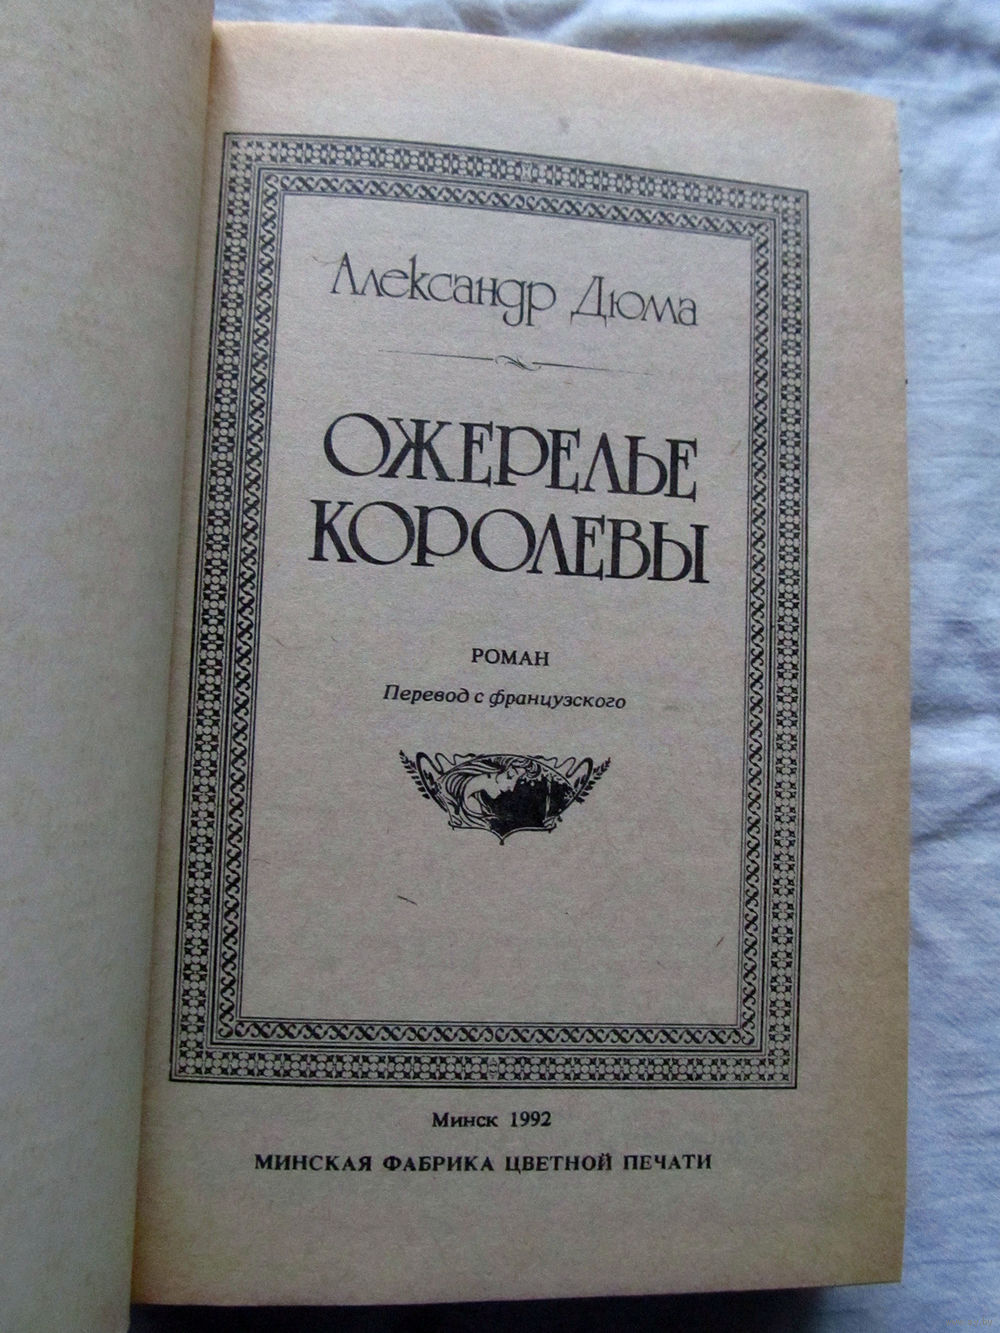 Александр Дюма
ОЖЕРЕЛЬЕ
КОРОЛЕВЫ
РОМАН
Перевод с французского
Минск 1992
МИНСКАЯ ФАБРИКА ЦВЕТНОЙ ПЕЧАТИ